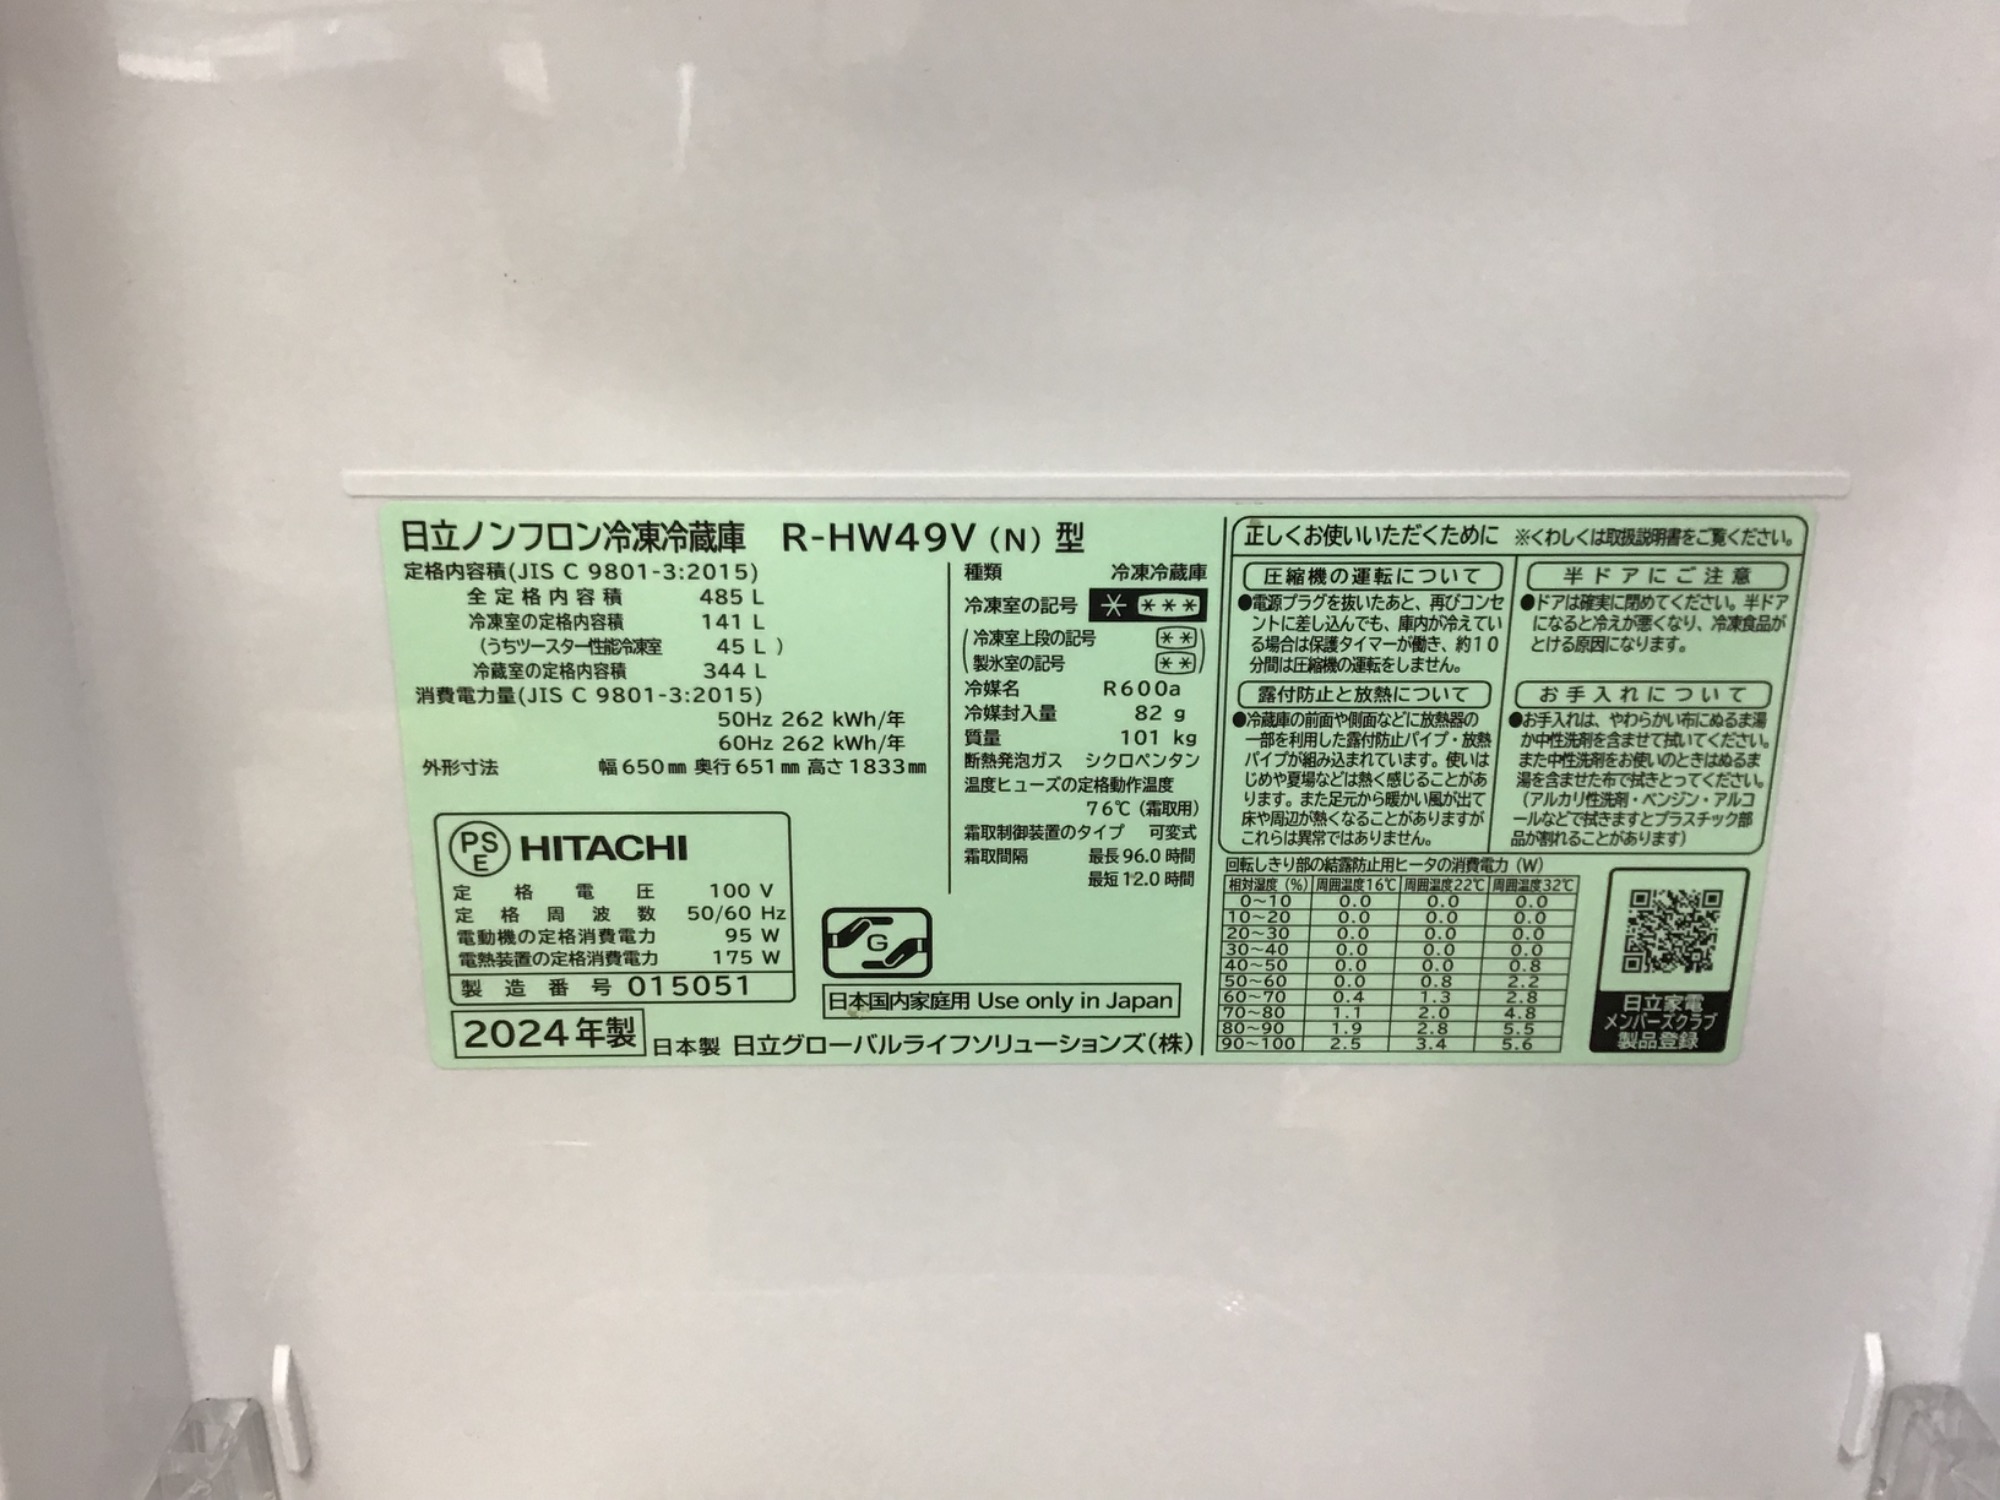 日立ノンフロン冷凍冷蔵庫 R-HW49V (N) 型
定格内容積(JIS C 9801-3:2015)
全定格内容積 485 L
冷凍室の定格内容積 141 L
(うちツースター性能冷凍室 45 L )
冷蔵室の定格内容積 344 L
消費電力量(JIS C 9801-3:2015)
50Hz 262 kWh/年
60Hz 262 kWh/年
外形寸法 幅650mm 奥行651mm 高さ1833mm
PS
E
HITACHI
定格電圧 100 V
定格周波数 50/60 Hz
電動機の定格消費電力 95 W
電熱装置の定格消費電力 175 W
製造番号 015051
2024年製
日本製 日立グローバルライフソリューションズ(株)
種類 冷凍冷蔵庫
冷凍室の記号 * ***
(冷凍室上段の記号 **)
(製氷室の記号 **)
冷媒名 R600a
冷媒封入量 82 g
質量 101 kg
断熱発泡ガス シクロペンタン
温度ヒューズの定格動作温度
76℃(霜取用)
霜取制御装置のタイプ 可変式
霜取間隔 最長96.0時間
最短12.0時間
G
日本国内家庭用 Use only in Japan
正しくお使いいただくために ※くわしくは取扱説明書をご覧ください。
圧縮機の運転について
●電源プラグを抜いたあと、再びコンセ
ントに差し込んでも、庫内が冷えてい
る場合は保護タイマーが働き、約10
分間は圧縮機の運転をしません。
露付防止と放熱について
●冷蔵庫の前面や側面などに放熱器の
一部を利用した露付防止パイプ・放熱
パイプが組み込まれています。使いは
じめや夏場などは熱く感じることがあ
ります。また足元から暖かい風が出て
床や周辺が熱くなることがありますが
これらは異常ではありません。
半ドアにご注意
●ドアは確実に閉めてください。半ドア
になると冷えが悪くなり、冷凍食品が
とける原因になります。
お手入れについて
●お手入れは、やわらかい布にぬるま湯
か中性洗剤を含ませて拭いてください。
また中性洗剤をお使いのときはぬるま
湯を含ませた布で拭きとってください。
(アルカリ性洗剤・ベンジン・アルコ
ールなどで拭きますとプラスチック部
品が割れることがあります)
回転しきり部の結露防止用ヒータの消費電力(W)
相対湿度(%) 周囲温度16℃ 周囲温度22℃ 周囲温度32℃
0~10 0.0 0.0 0.0
10~20 0.0 0.0 0.0
20~30 0.0 0.0 0.0
30~40 0.0 0.0 0.0
40~50 0.0 0.0 0.8
50~60 0.0 0.8 2.2
60~70 0.4 1.3 2.8
70~80 1.1 2.0 4.8
80~90 1.9 2.8 5.5
90~100 2.5 3.4 5.6
日立家電
メンバーズクラブ
製品登録